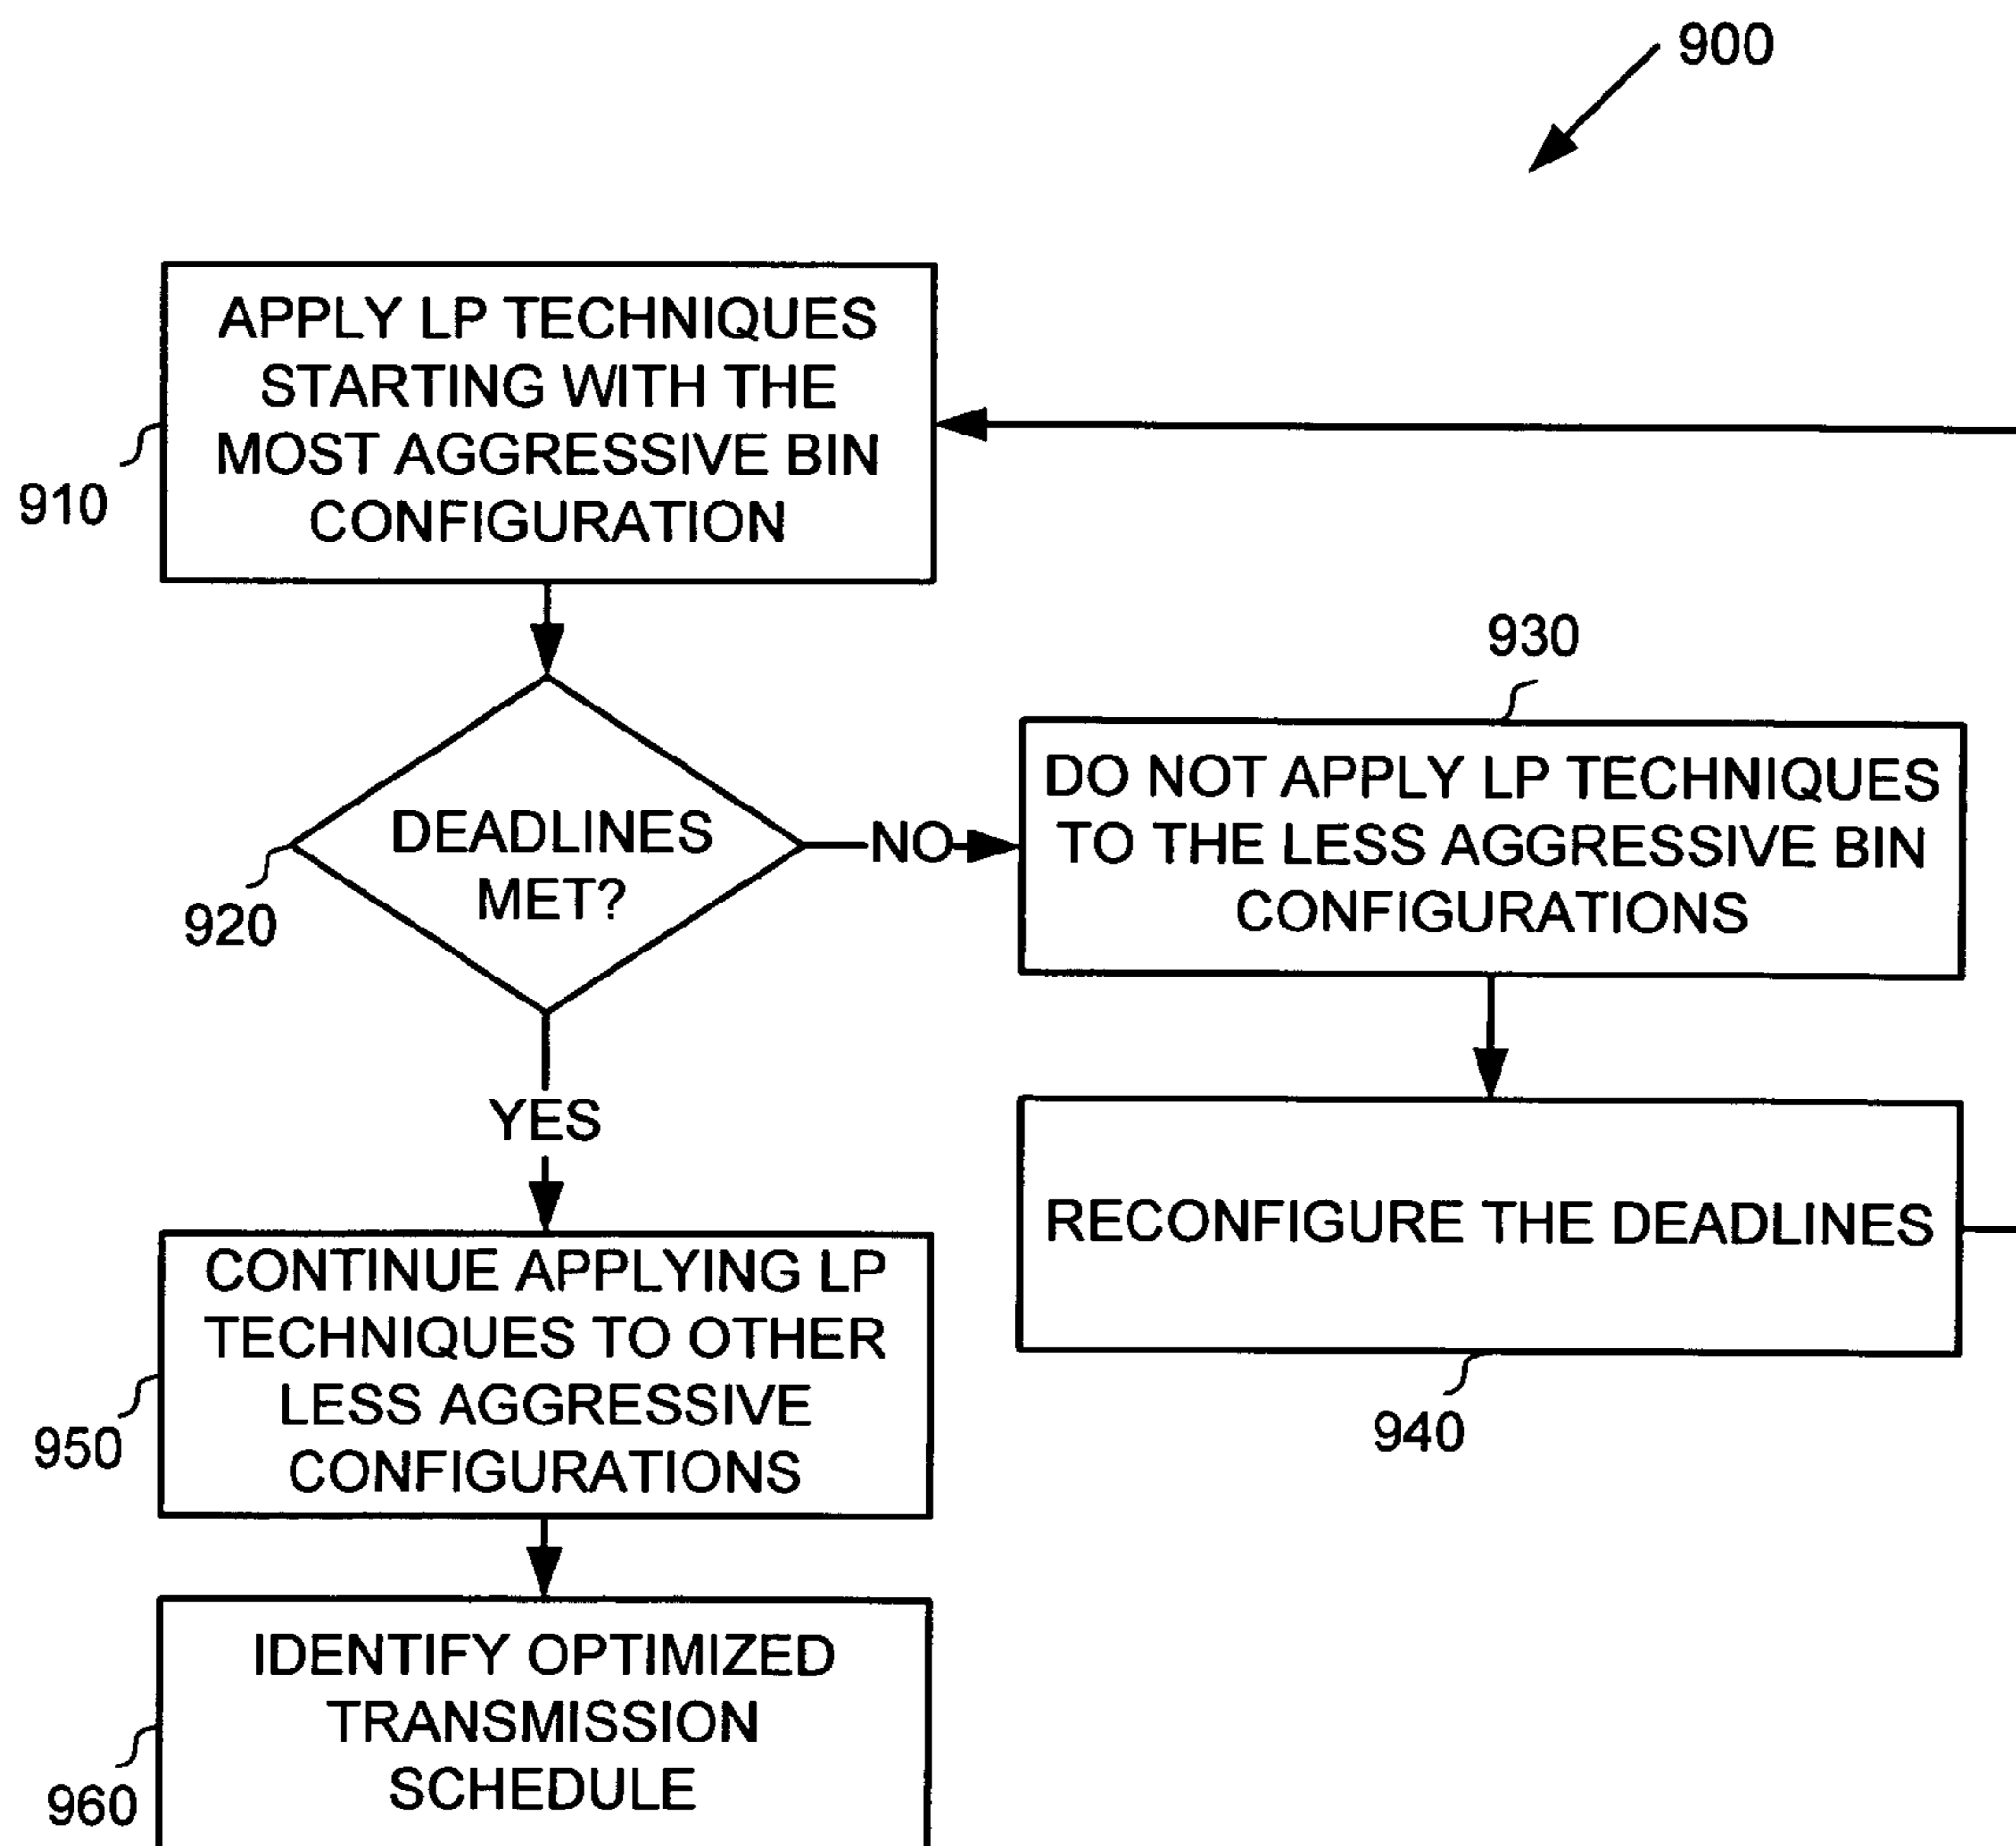 900
APPLY LP TECHNIQUES
STARTING WITH THE
MOST AGGRESSIVE BIN
CONFIGURATION
910
DEADLINES
MET?
920
NO
930
DO NOT APPLY LP TECHNIQUES
TO THE LESS AGGRESSIVE BIN
CONFIGURATIONS
RECONFIGURE THE DEADLINES
940
YES
CONTINUE APPLYING LP
TECHNIQUES TO OTHER
LESS AGGRESSIVE
CONFIGURATIONS
950
IDENTIFY OPTIMIZED
TRANSMISSION
SCHEDULE
960